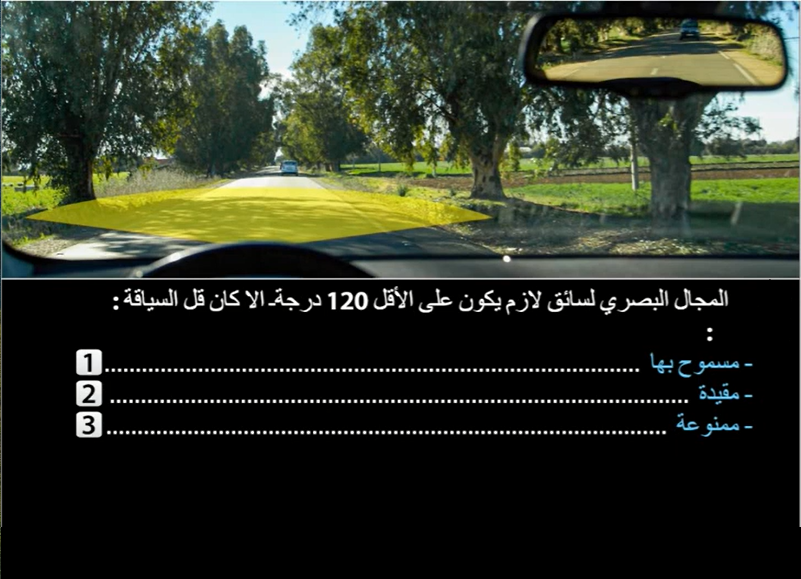 المجال البصري لسائق لازم يكون على الأقل 120 درجة. الا كان قل السياقة :
:
- مسموح بها ........................................ 1
- مقيدة ........................................ 2
- ممنوعة ........................................ 3